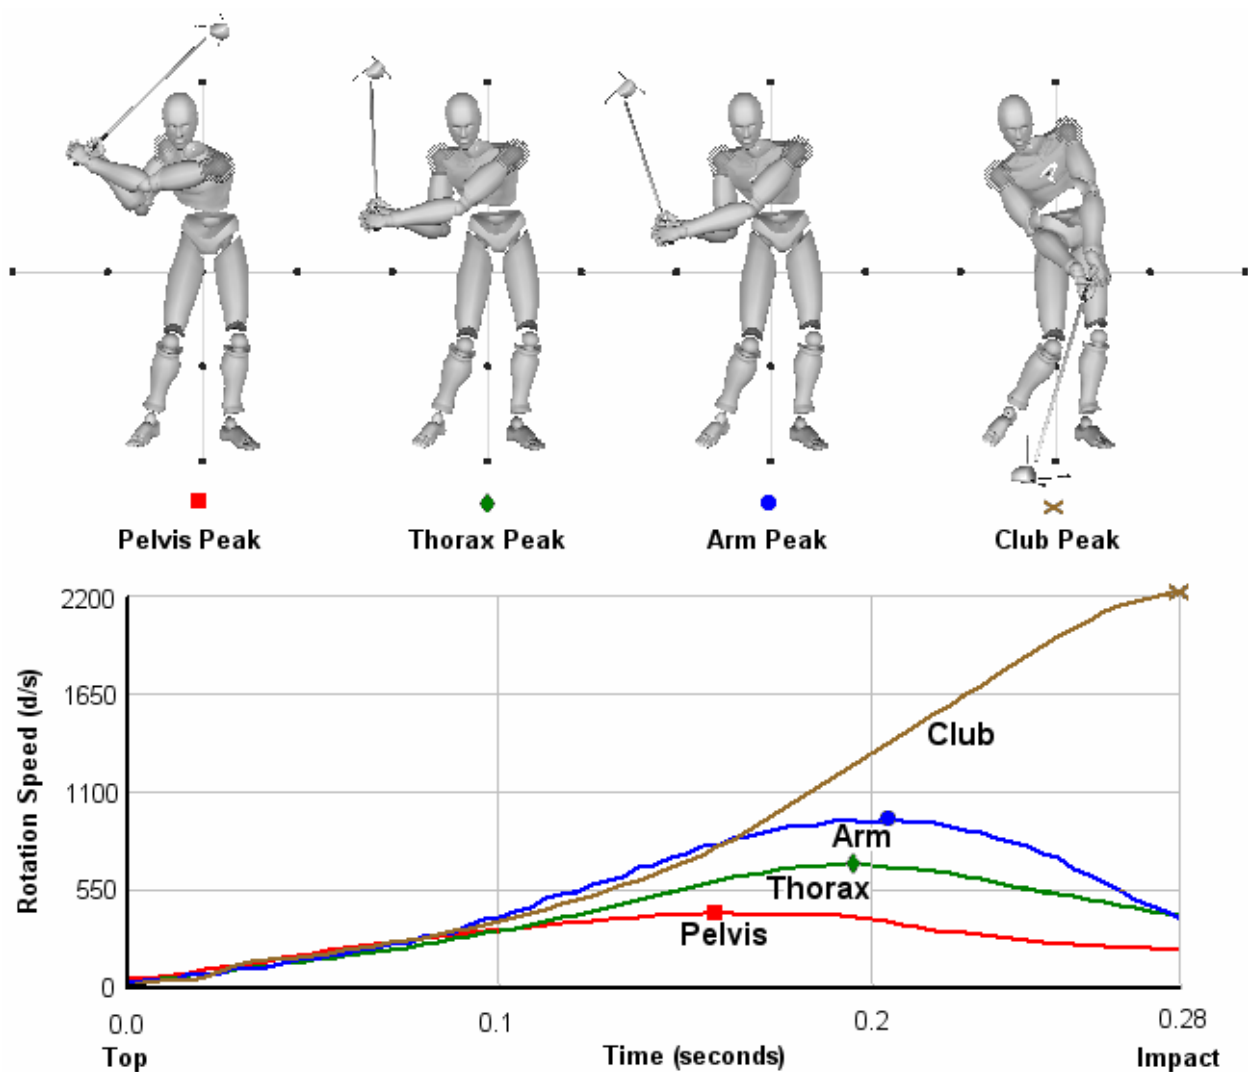 Pelvis Peak
Thorax Peak
Arm Peak
Club Peak
Rotation Speed (d/s)
2200
1650
1100
550
0
Club
Arm
Thorax
Pelvis
0.0
0.1
0.2
0.28
Top
Time (seconds)
Impact